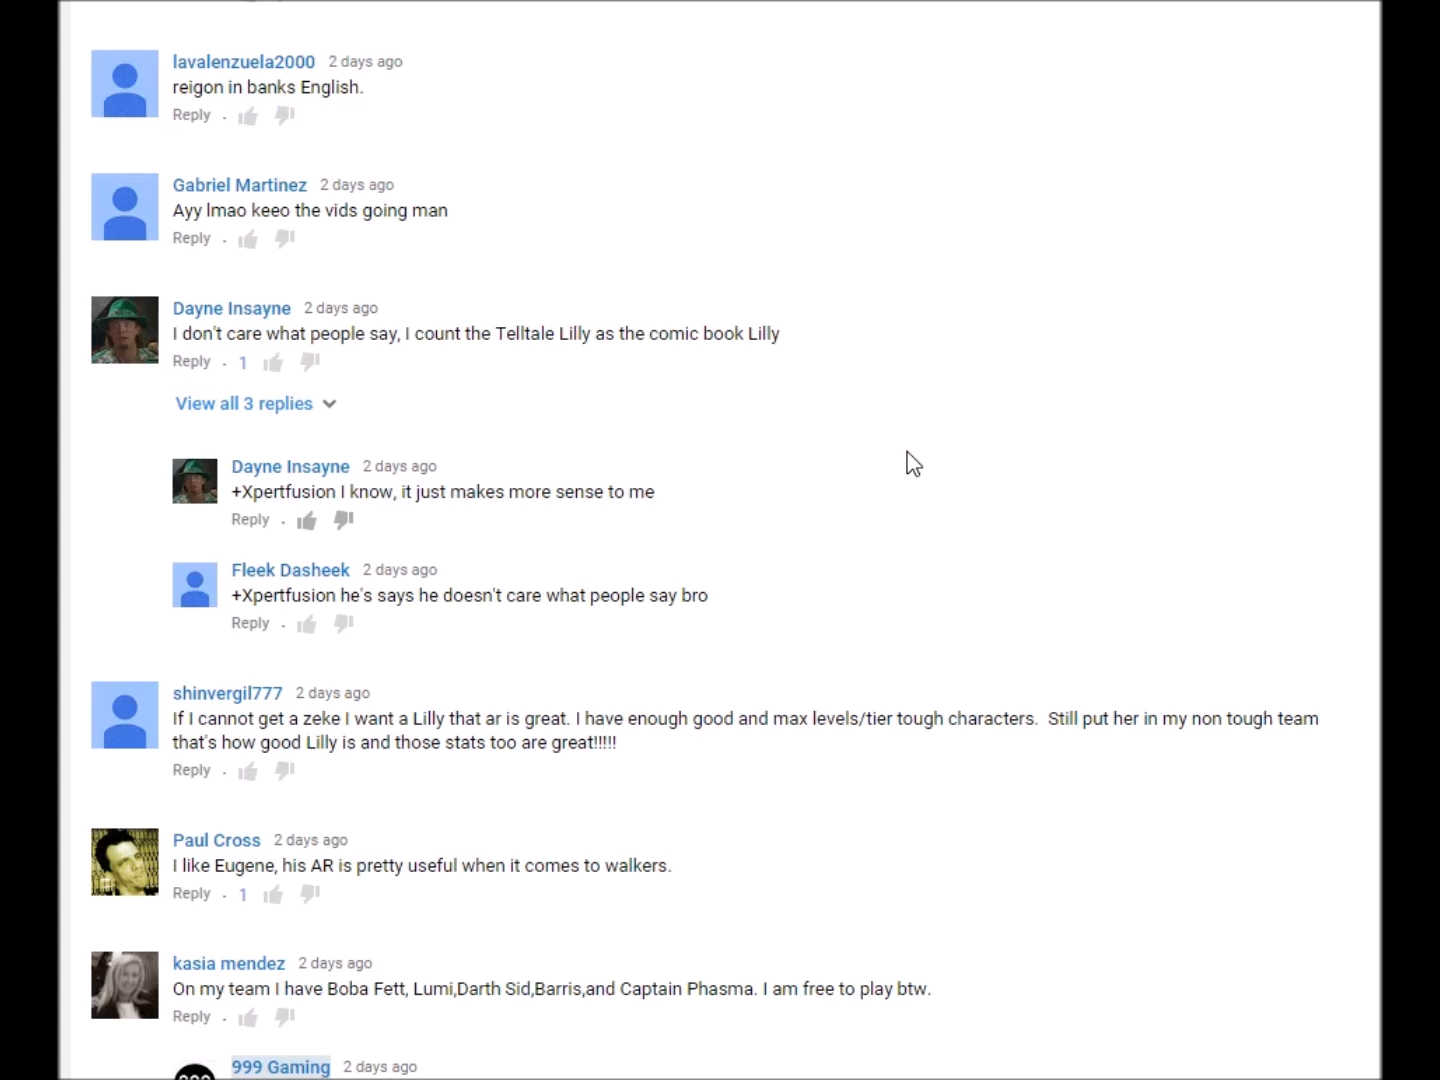 lavalenzuela2000 2 days ago
reigon in banks English.
Reply .
Gabriel Martinez 2 days ago
Ayy lmao keeo the vids going man
Reply .
Dayne Insayne 2 days ago
I don't care what people say, I count the Telltale Lilly as the comic book Lilly
Reply . 1
View all 3 replies
Dayne Insayne 2 days ago
+Xpertfusion I know, it just makes more sense to me
Reply .
Fleek Dasheek 2 days ago
+Xpertfusion he's says he doesn't care what people say bro
Reply .
shinvergil777 2 days ago
If I cannot get a zeke I want a Lilly that ar is great. I have enough good and max levels/tier tough characters.  Still put her in my non tough team
that's how good Lilly is and those stats too are great!!!!!
Reply .
Paul Cross 2 days ago
I like Eugene, his AR is pretty useful when it comes to walkers.
Reply . 1
kasia mendez 2 days ago
On my team I have Boba Fett, Lumi,Darth Sid,Barris,and Captain Phasma. I am free to play btw.
Reply .
999 Gaming 2 days ago